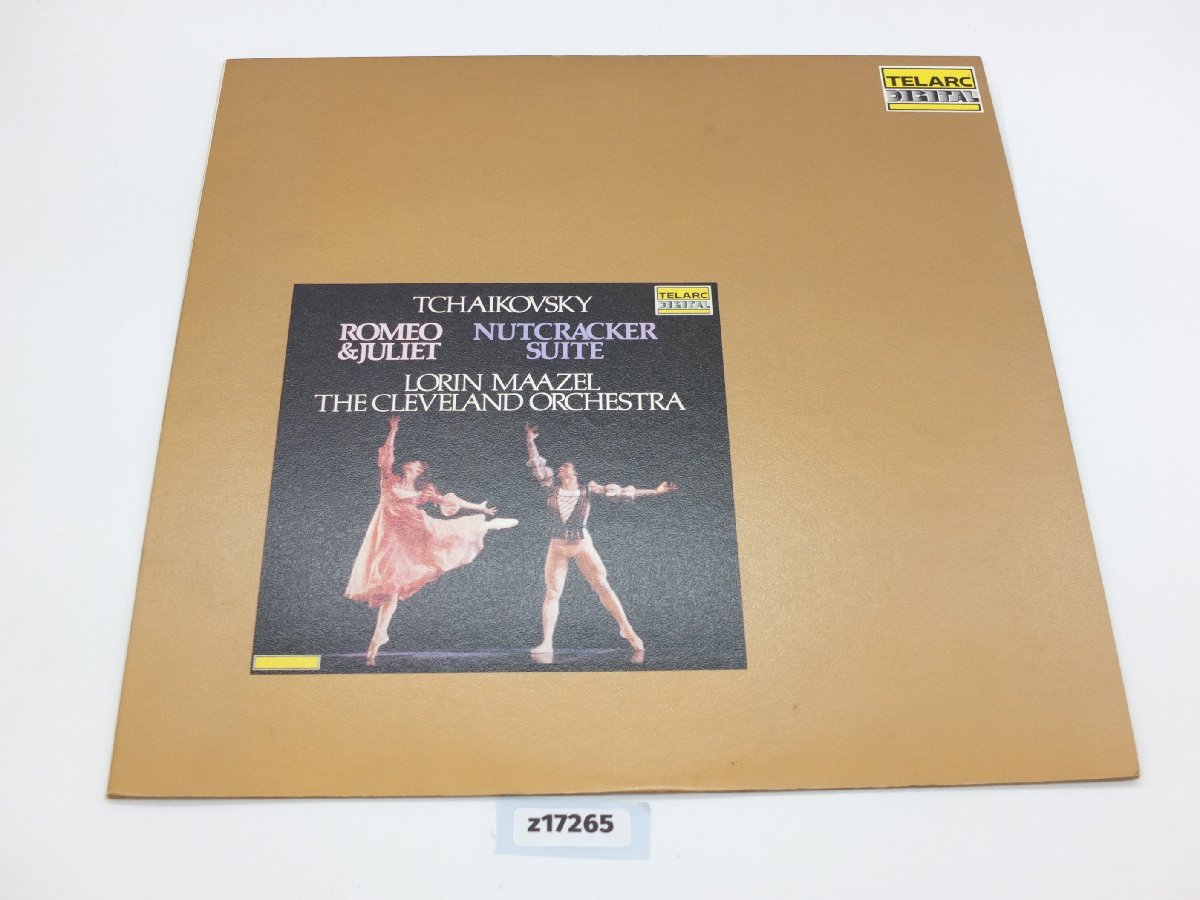 TELARC
DIGITAL
TCHAIKOVSKY
TELARC
DIGITAL
ROMEO
&JULIET
NUTCRACKER
SUITE
LORIN MAAZEL
THE CLEVELAND ORCHESTRA
z17265